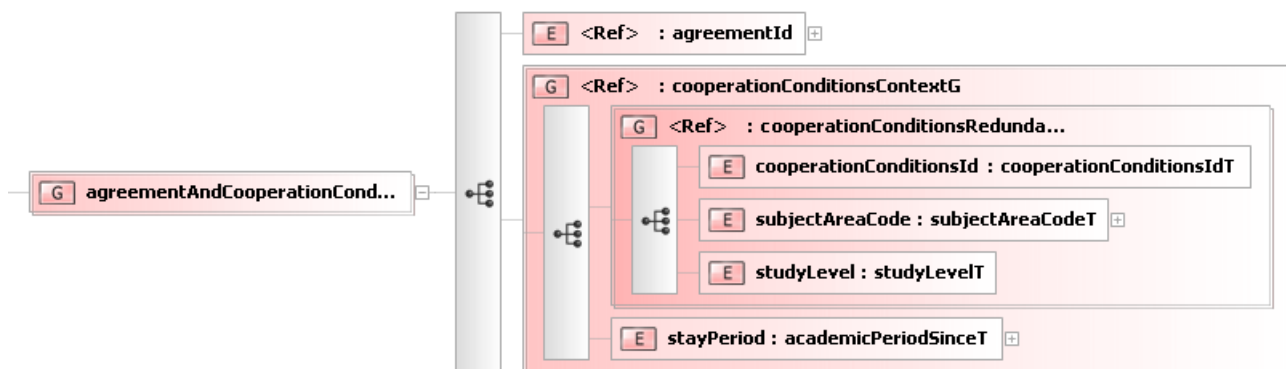 E <Ref> : agreementId
G <Ref> : cooperationConditionsContextG
G <Ref> : cooperationConditionsRedunda...
E cooperationConditionsId : cooperationConditionsIdT
G agreementAndCooperationCond...
E subjectAreaCode : subjectAreaCodeT
E studyLevel : studyLevelT
E stayPeriod : academicPeriodSinceT